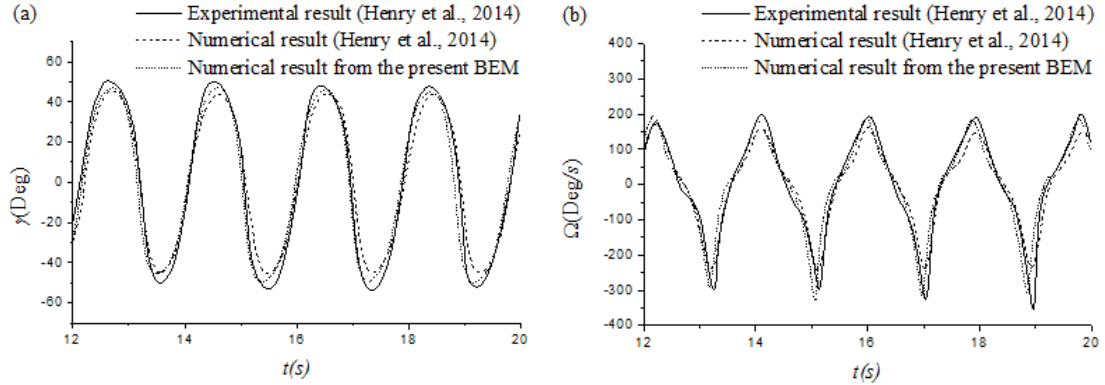 (a)
Experimental result (Henry et al., 2014)
Numerical result (Henry et al., 2014)
Numerical result from the present BEM
60
40
20
0
-20
-40
-60
γ(Deg)
12
14
16
18
20
t(s)
(b)
Experimental result (Henry et al., 2014)
Numerical result (Henry et al., 2014)
Numerical result from the present BEM
400
300
200
100
0
-100
-200
-300
-400
Ω(Deg/s)
12
14
16
18
20
t(s)